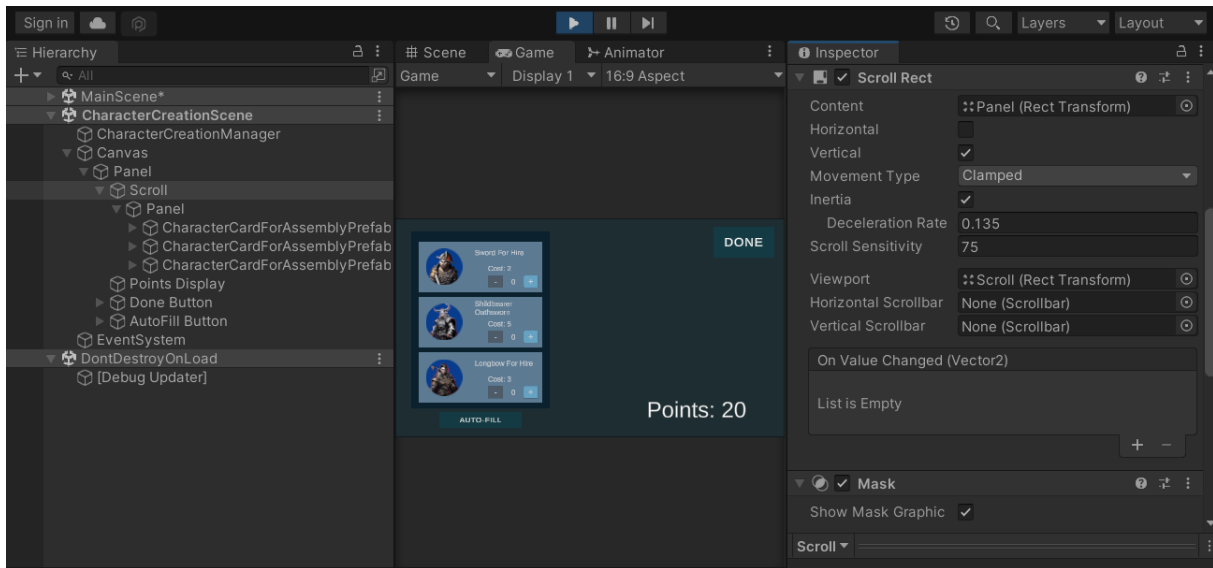 Sign in
Layers
Layout
Hierarchy
All
MainScene*
CharacterCreationScene
CharacterCreationManager
Canvas
Panel
Scroll
Panel
CharacterCardForAssemblyPrefab
CharacterCardForAssemblyPrefab
CharacterCardForAssemblyPrefab
Points Display
Done Button
AutoFill Button
EventSystem
DontDestroyOnLoad
[Debug Updater]
Scene Game Animator
Game Display 1 16:9 Aspect
DONE
Sword For Hire
Cost: 2
- 0 +
Shildbearer
Oathsworn
Cost: 5
- 0 +
Longbow For Hire
Cost: 3
- 0 +
AUTO-FILL
Points: 20
Inspector
Scroll Rect
Content Panel (Rect Transform)
Horizontal
Vertical
Movement Type Clamped
Inertia
Deceleration Rate 0.135
Scroll Sensitivity 75
Viewport Scroll (Rect Transform)
Horizontal Scrollbar None (Scrollbar)
Vertical Scrollbar None (Scrollbar)
On Value Changed (Vector2)
List is Empty
+ −
Mask
Show Mask Graphic
Scroll